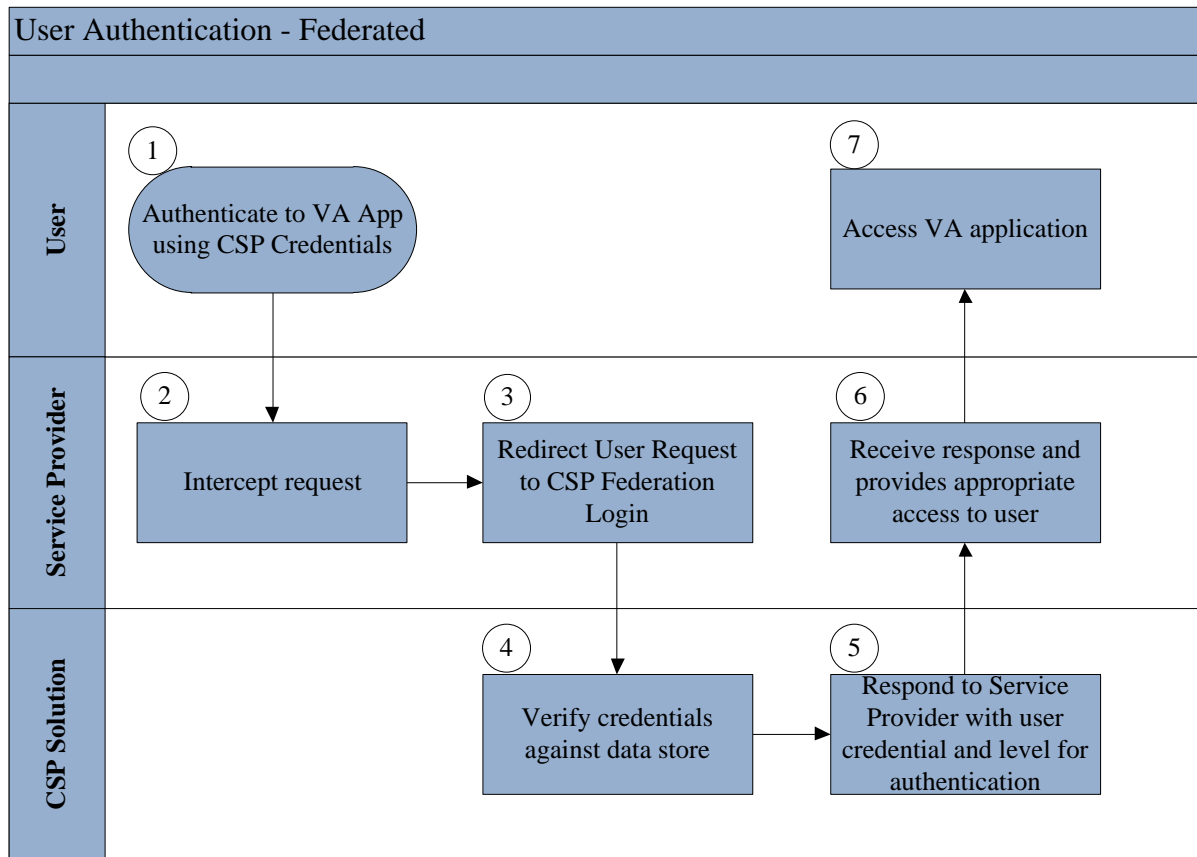 User Authentication - Federated
User
1
Authenticate to VA App
using CSP Credentials
7
Access VA application
Service Provider
2
Intercept request
3
Redirect User Request
to CSP Federation
Login
6
Receive response and
provides appropriate
access to user
CSP Solution
4
Verify credentials
against data store
5
Respond to Service
Provider with user
credential and level for
authentication